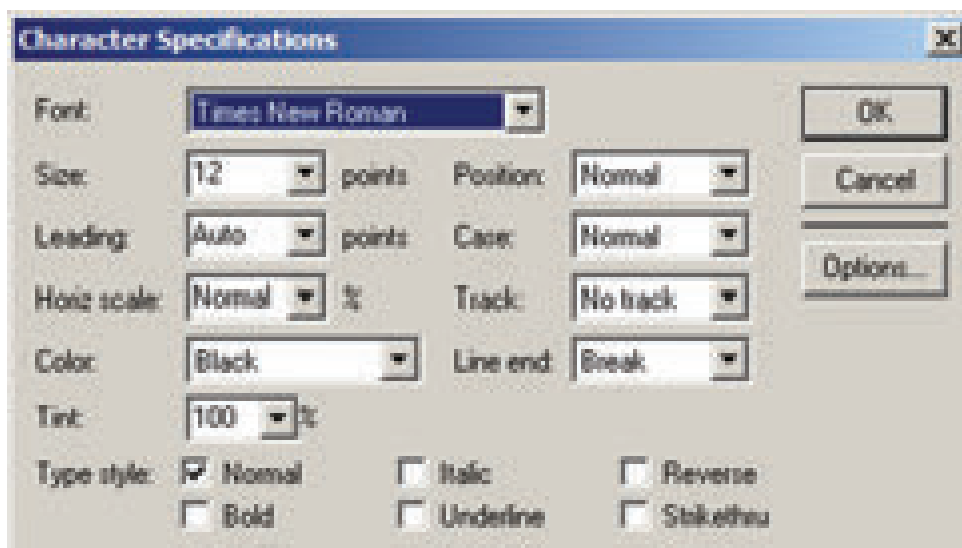 Character Specifications
Font: Times New Roman OK
Size: 12 points Position: Normal Cancel
Leading: Auto points Case: Normal
Options...
Horiz scale: Normal % Track: No track
Color: Black Line end: Break
Tint: 100 %
Type style: Normal Italic Reverse
Bold Underline Strikethru